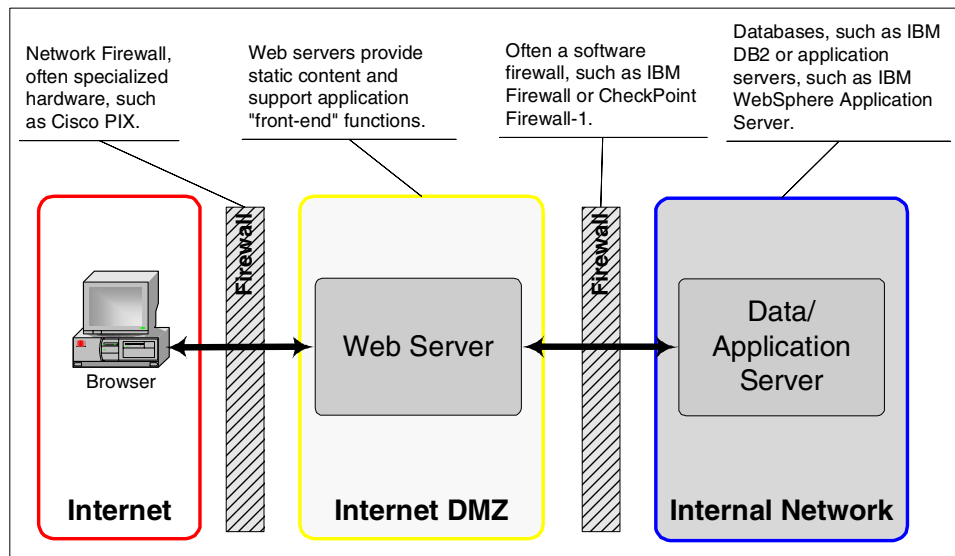 Network Firewall,
often specialized
hardware, such
as Cisco PIX.
Web servers provide
static content and
support application
"front-end" functions.
Often a software
firewall, such as IBM
Firewall or CheckPoint
Firewall-1.
Databases, such as IBM
DB2 or application
servers, such as IBM
WebSphere Application
Server.
Browser
Internet
Firewall
Web Server
Internet DMZ
Firewall
Data/
Application
Server
Internal Network